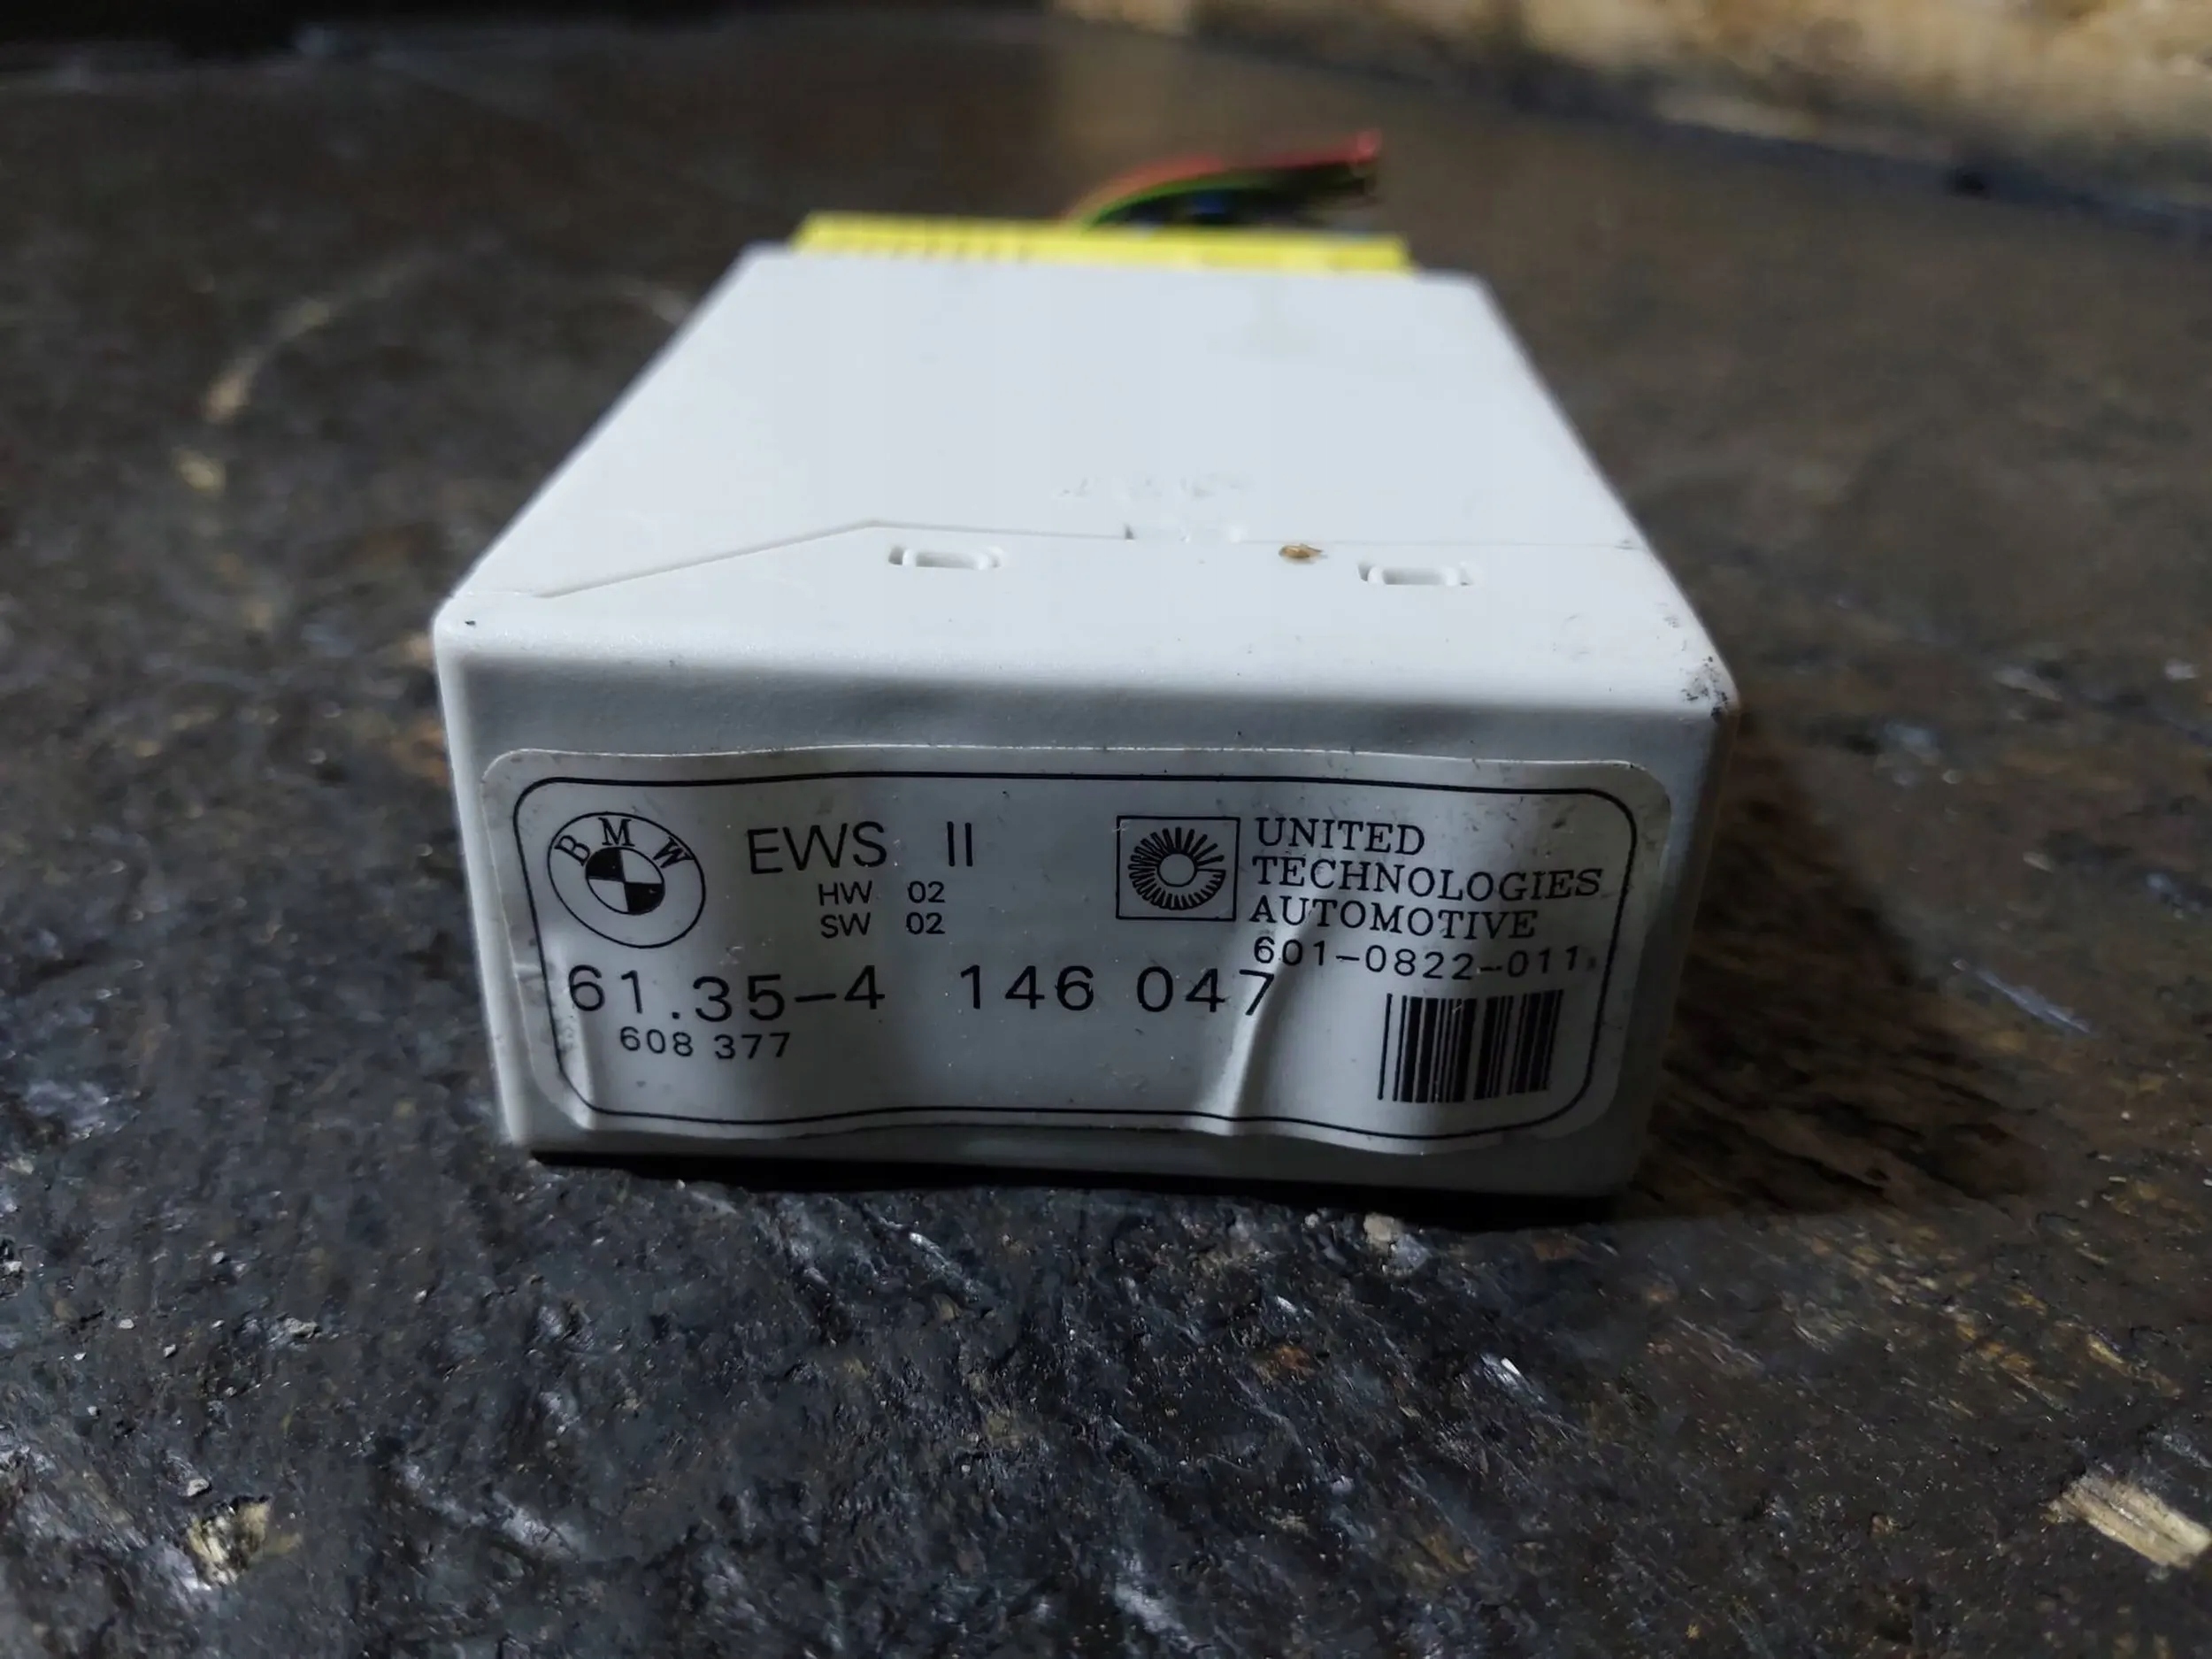 BMW
EWS II
HW 02
SW 02
UNITED
TECHNOLOGIES
AUTOMOTIVE
601-0822-011
61.35-4 146 047
608 377